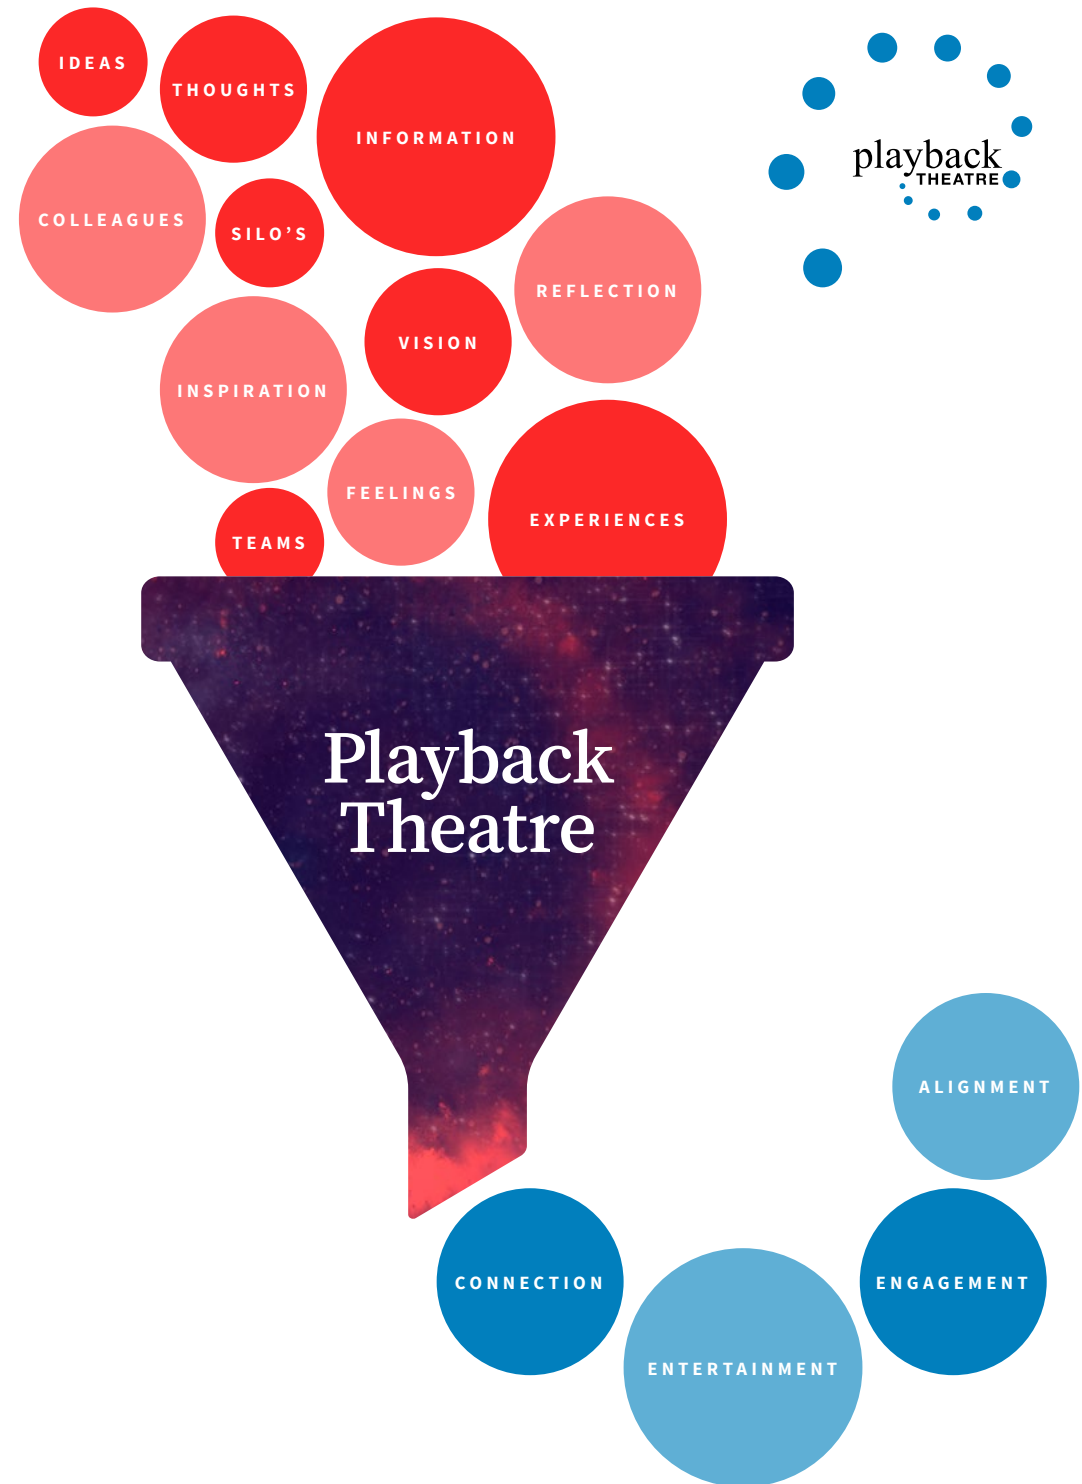 IDEAS
THOUGHTS
INFORMATION
playback
THEATRE
COLLEAGUES
SILO’S
REFLECTION
VISION
INSPIRATION
FEELINGS
EXPERIENCES
TEAMS
Playback
Theatre
ALIGNMENT
CONNECTION
ENGAGEMENT
ENTERTAINMENT